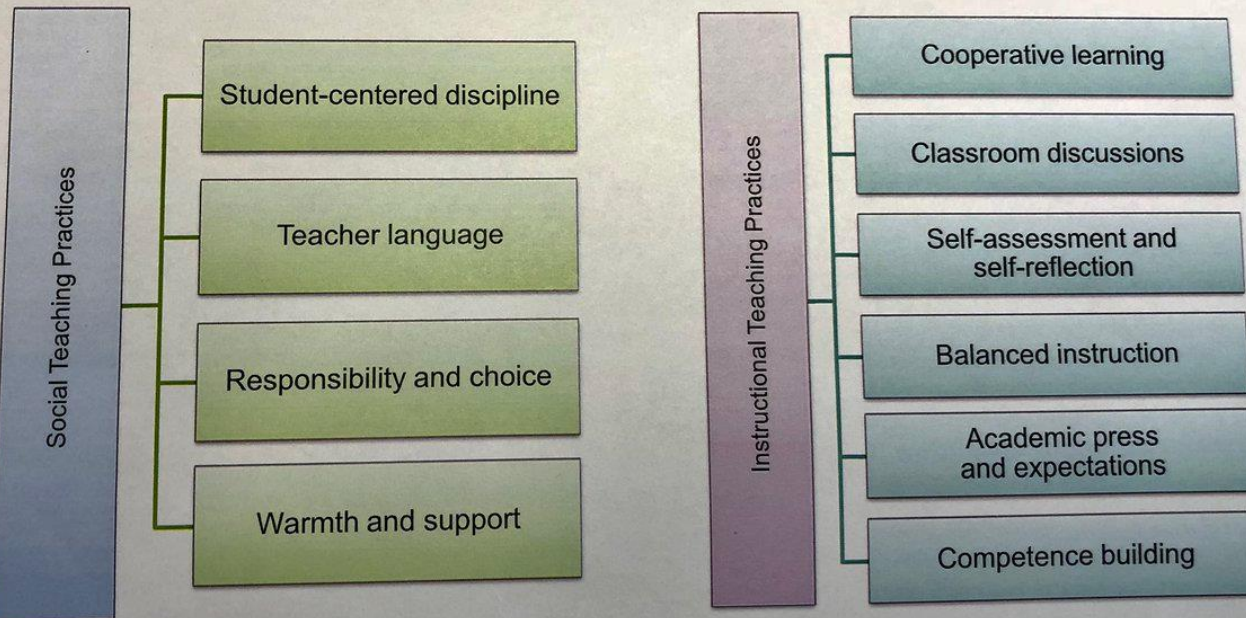 Social Teaching Practices
Student-centered discipline
Teacher language
Responsibility and choice
Warmth and support
Instructional Teaching Practices
Cooperative learning
Classroom discussions
Self-assessment and
self-reflection
Balanced instruction
Academic press
and expectations
Competence building